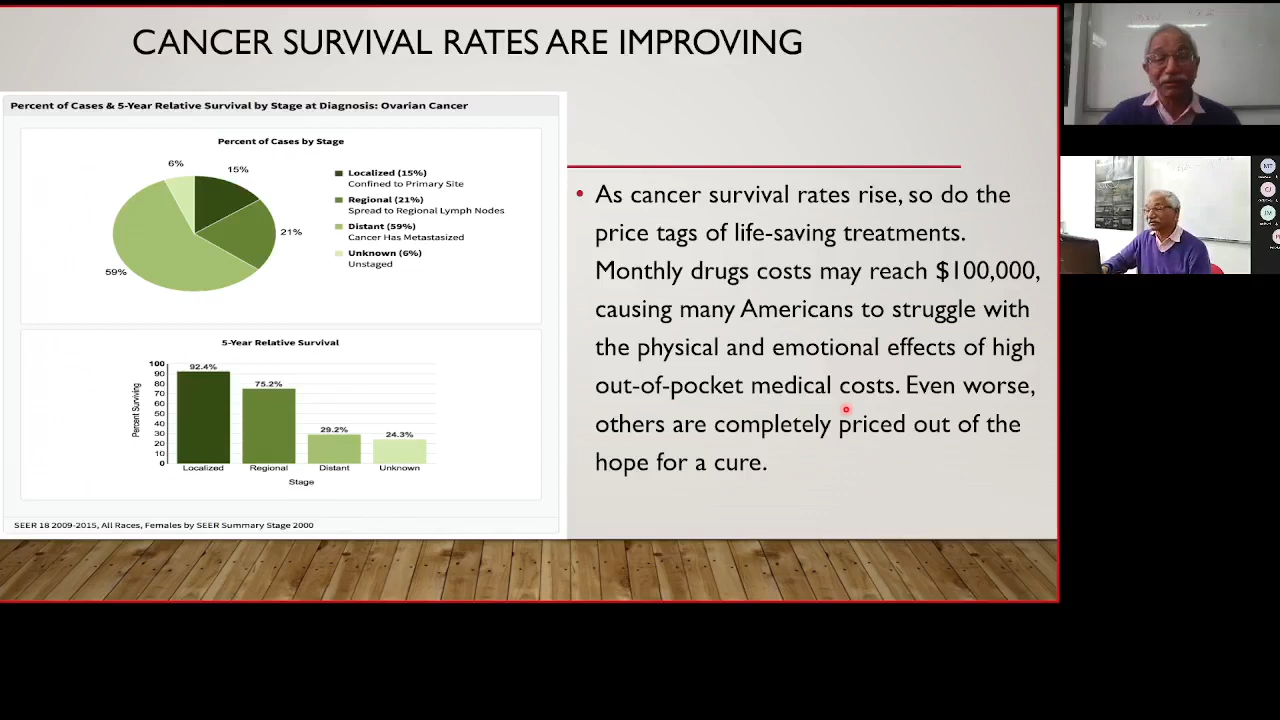 CANCER SURVIVAL RATES ARE IMPROVING
Percent of Cases & 5-Year Relative Survival by Stage at Diagnosis: Ovarian Cancer
Percent of Cases by Stage
6%
15%
21%
59%
Localized (15%)
Confined to Primary Site
Regional (21%)
Spread to Regional Lymph Nodes
Distant (59%)
Cancer Has Metastasized
Unknown (6%)
Unstaged
5-Year Relative Survival
Percent Surviving
100
90
80
70
60
50
40
30
20
10
0
92.4%
75.2%
29.2%
24.3%
Localized Regional Distant Unknown
Stage
SEER 18 2009-2015, All Races, Females by SEER Summary Stage 2000
• As cancer survival rates rise, so do the
price tags of life-saving treatments.
Monthly drugs costs may reach $100,000,
causing many Americans to struggle with
the physical and emotional effects of high
out-of-pocket medical costs. Even worse,
others are completely priced out of the
hope for a cure.
MT